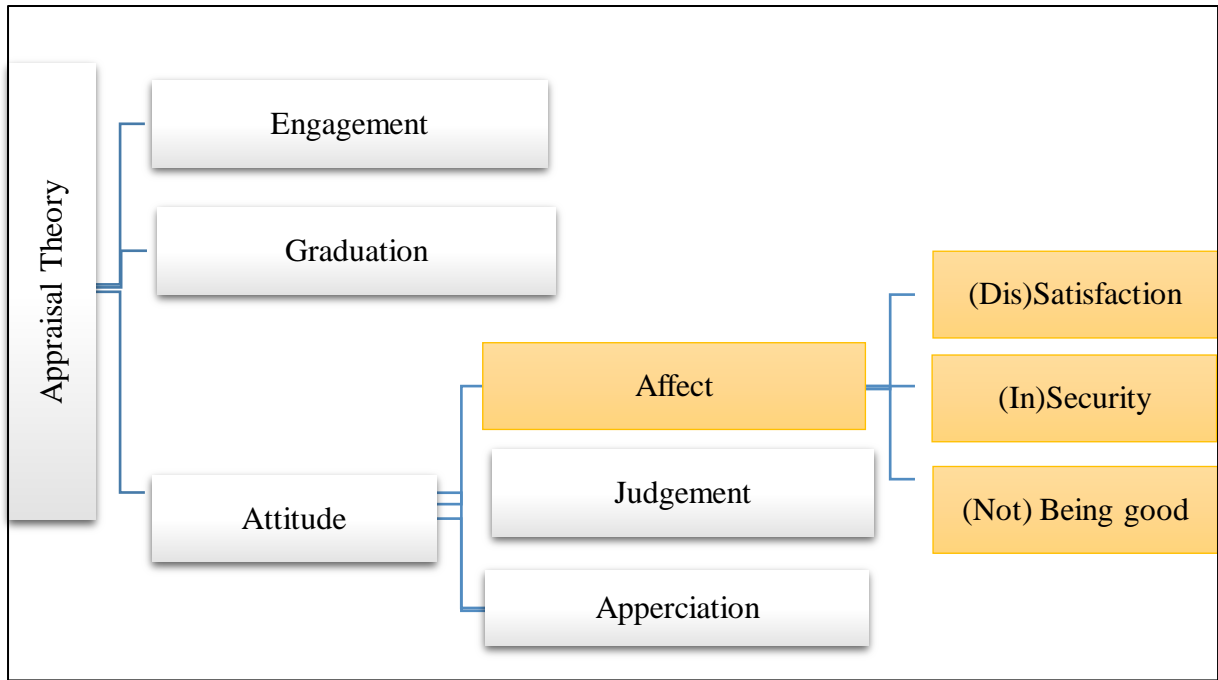 Appraisal Theory
Engagement
Graduation
Attitude
Affect
Judgement
Apperciation
(Dis)Satisfaction
(In)Security
(Not) Being good